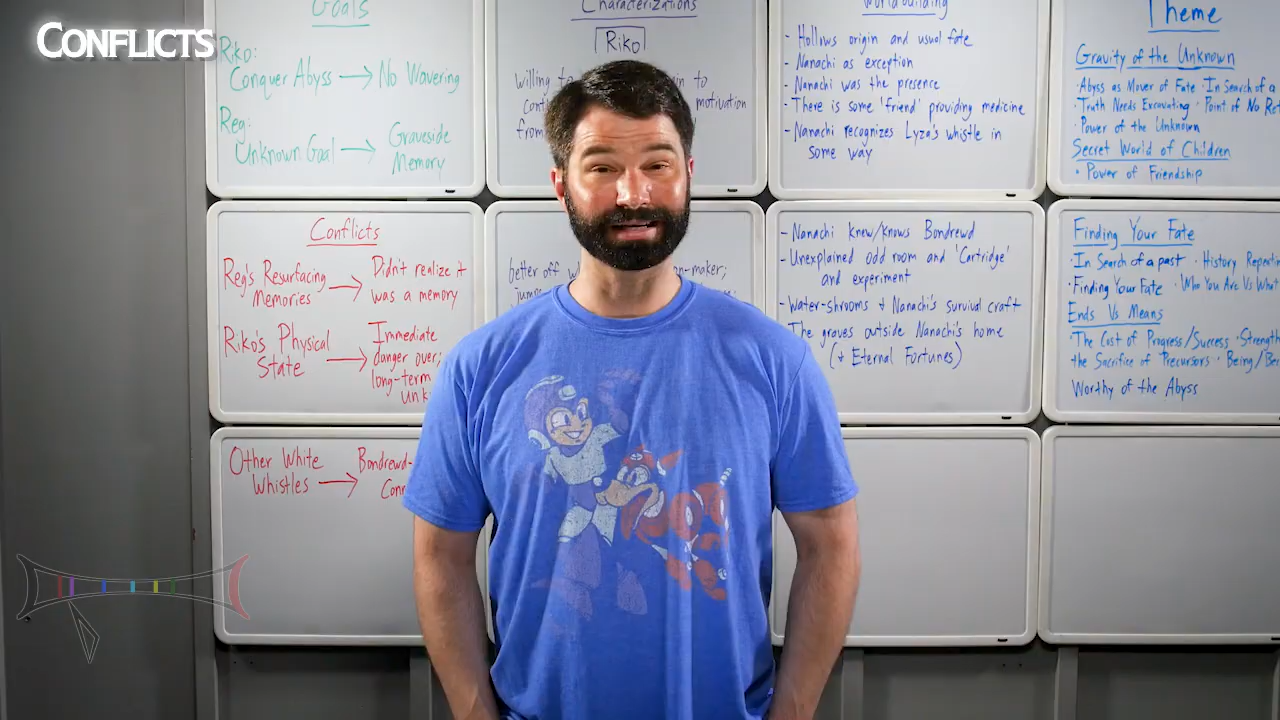 CONFLICTS
Goals
Riko:
Conquer Abyss → No Wavering
Reg:
Unknown Goal → Graveside
Memory
Characterizations
Riko
willing to
to
motivation
from
Worldbuilding
- Hollows origin and usual fate
- Nanachi as exception
- Nanachi was the presence
- There is some 'friend' providing medicine
- Nanachi recognizes Lyza's whistle in
some way
Theme
Gravity of the Unknown
· Abyss as Mover of Fate · In Search of a
· Truth Needs Excavating · Point of No Ret
· Power of the Unknown
Secret World of Children
· Power of Friendship
Conflicts
Reg's Resurfacing
Memories → Didn't realize it
was a memory
Riko's Physical
State → Immediate
danger over;
long-term
unk
better off w
n-maker;
jum
- Nanachi knew/knows Bondrewd
- Unexplained odd room and 'Cartridge'
and experiment
- Water-shrooms + Nanachi's survival craft
The graves outside Nanachi's home
(+ Eternal Fortunes)
Finding Your Fate
· In Search of a past · History Repeatin
· Finding Your Fate · Who You Are Vs What
Ends Vs Means
· The Cost of Progress/Success · Strength
the Sacrifice of Precursors · Being/Bec
Worthy of the Abyss
Other White
Whistles → Bondrewd-
Conn